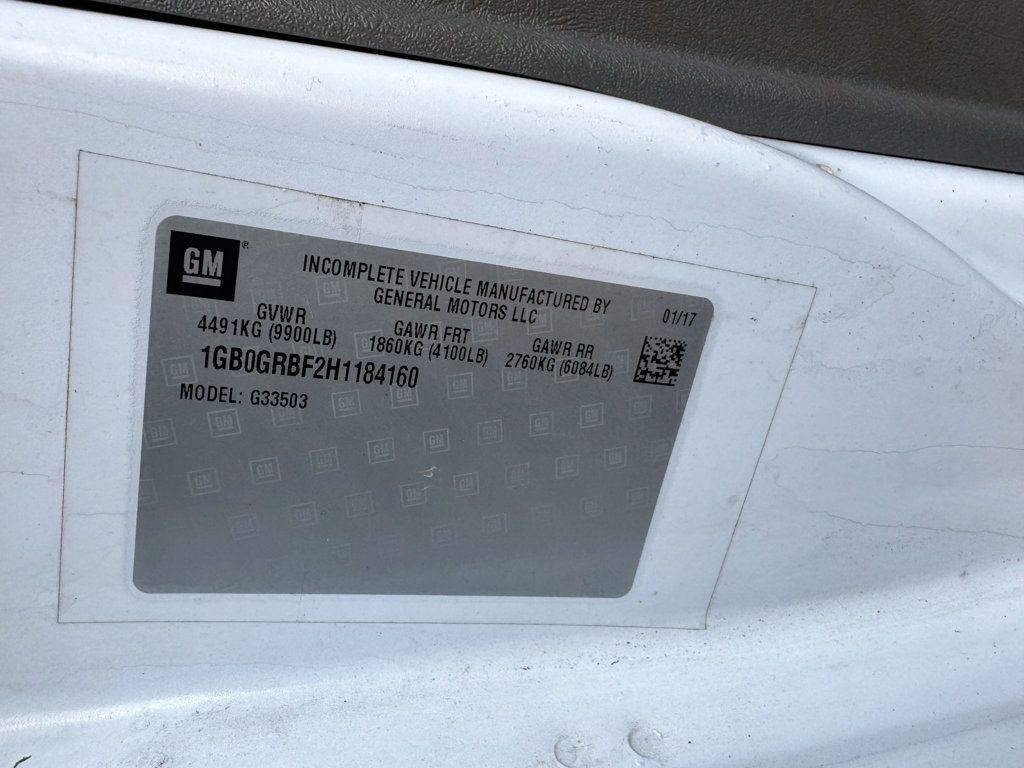 GM ®
INCOMPLETE VEHICLE MANUFACTURED BY
GENERAL MOTORS LLC
01/17
GVWR
4491KG (9900LB)
GAWR FRT
1860KG (4100LB)
GAWR RR
2760KG (6084LB)
1GB0GRBF2H1184160
MODEL: G33503